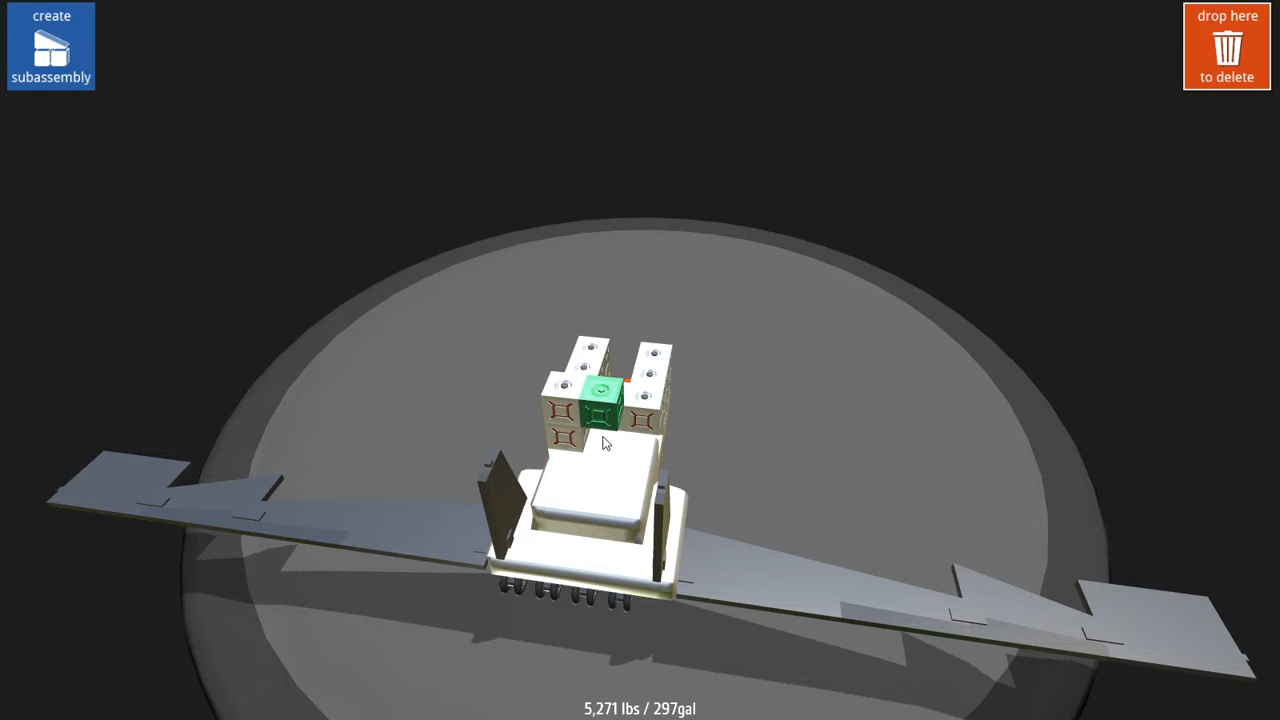 create
subassembly
drop here
to delete
5,271 lbs / 297gal